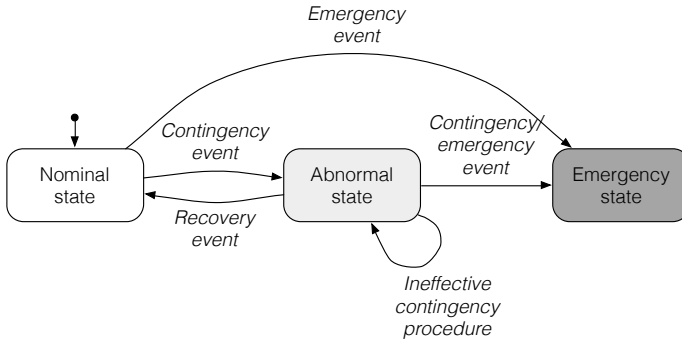 Emergency
event
Contingency
event
Contingency/
emergency
event
Nominal
state
Abnormal
state
Emergency
state
Recovery
event
Ineffective
contingency
procedure